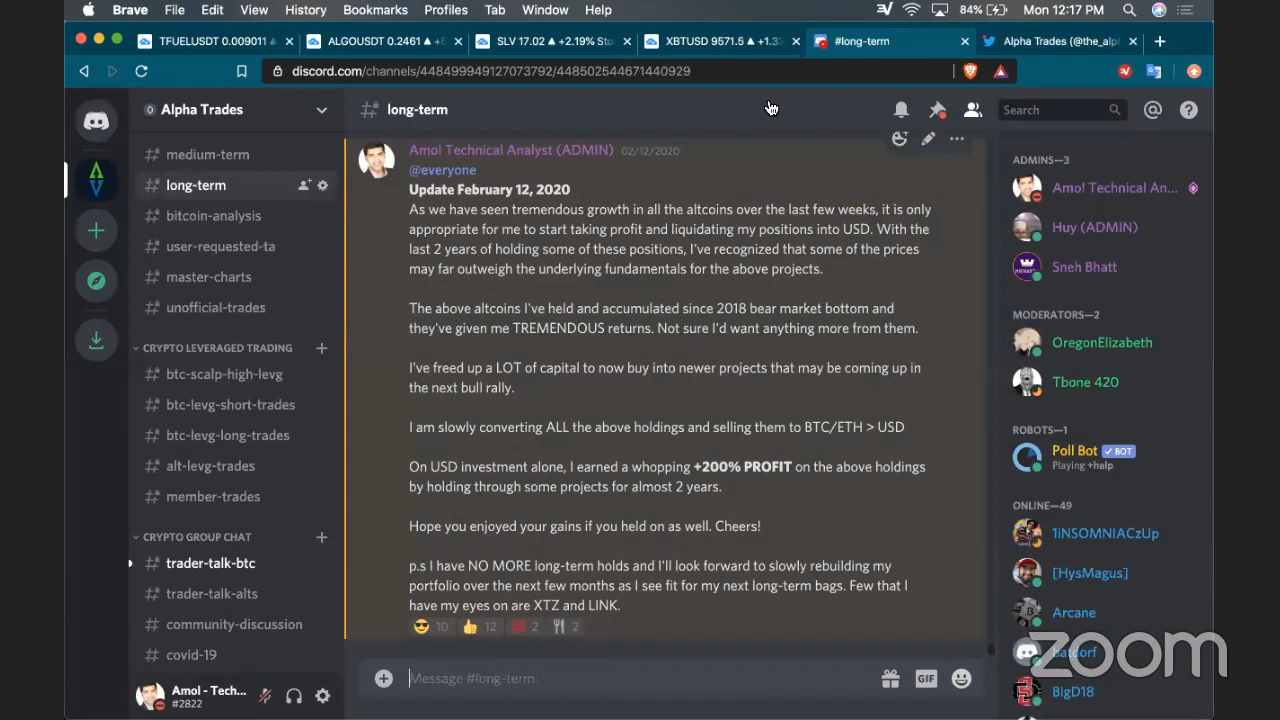 Brave File Edit View History Bookmarks Profiles Tab Window Help 84% Mon 12:17 PM
TFUELUSDT 0.009011 ALGOUSDT 0.2461 SLV 17.02 ▲ +2.19% Sto XBTUSD 9571.5 ▲ +1.3 #long-term Alpha Trades (@the_alp
discord.com/channels/448499949127073792/448502544671440929
Alpha Trades
medium-term
long-term
bitcoin-analysis
user-requested-ta
master-charts
unofficial-trades
CRYPTO LEVERAGED TRADING
btc-scalp-high-levg
btc-levg-short-trades
btc-levg-long-trades
alt-levg-trades
member-trades
CRYPTO GROUP CHAT
trader-talk-btc
trader-talk-alts
community-discussion
covid-19
Amol - Tech...
#2822
long-term
Search
Amol Technical Analyst (ADMIN) 02/12/2020
@everyone
Update February 12, 2020
As we have seen tremendous growth in all the altcoins over the last few weeks, it is only
appropriate for me to start taking profit and liquidating my positions into USD. With the
last 2 years of holding some of these positions, I've recognized that some of the prices
may far outweigh the underlying fundamentals for the above projects.
The above altcoins I've held and accumulated since 2018 bear market bottom and
they've given me TREMENDOUS returns. Not sure I'd want anything more from them.
I've freed up a LOT of capital to now buy into newer projects that may be coming up in
the next bull rally.
I am slowly converting ALL the above holdings and selling them to BTC/ETH > USD
On USD investment alone, I earned a whopping +200% PROFIT on the above holdings
by holding through some projects for almost 2 years.
Hope you enjoyed your gains if you held on as well. Cheers!
p.s I have NO MORE long-term holds and I'll look forward to slowly rebuilding my
portfolio over the next few months as I see fit for my next long-term bags. Few that I
have my eyes on are XTZ and LINK.
10 12 2 2
Message #long-term
GIF
ADMINS—3
Amol Technical An...
Huy (ADMIN)
Sneh Bhatt
MODERATORS—2
OregonElizabeth
Tbone 420
ROBOTS—1
Poll Bot ✓ BOT
Playing +help
ONLINE—49
1iNSOMNIACzUp
[HysMagus]
Arcane
batdorf
BigD18
zoom